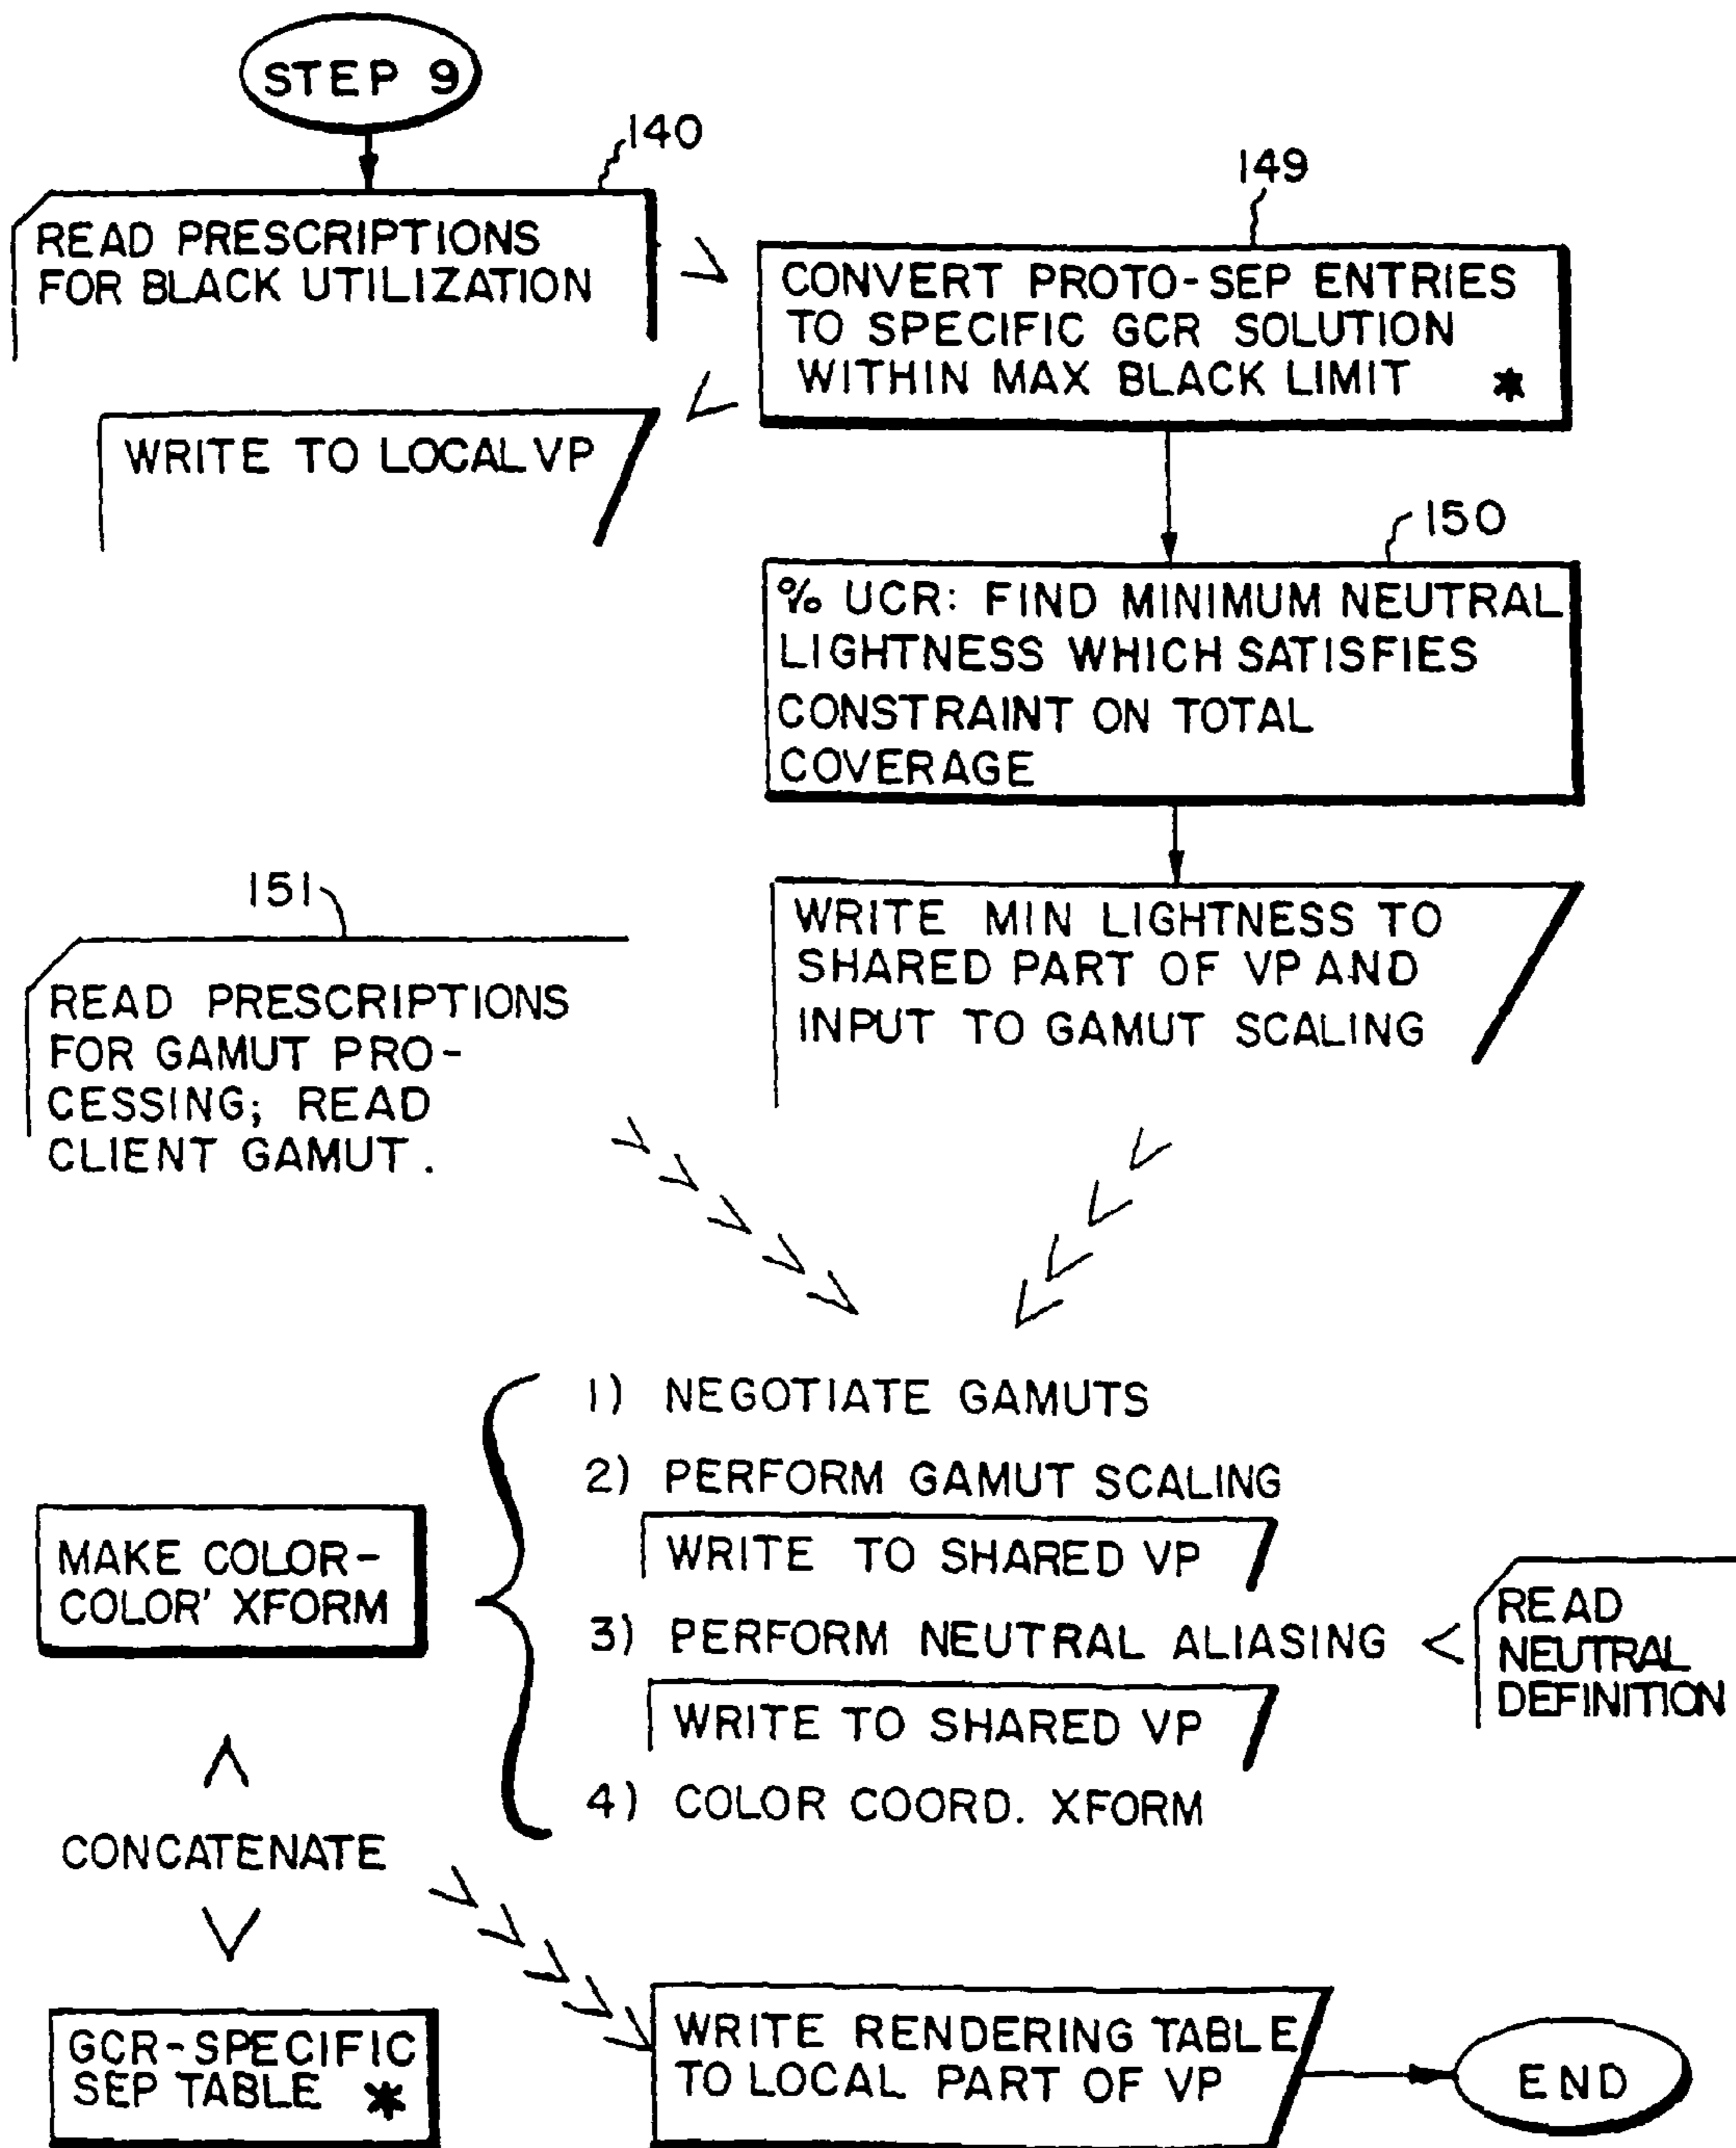 STEP 9
140
READ PRESCRIPTIONS
FOR BLACK UTILIZATION
149
CONVERT PROTO-SEP ENTRIES
TO SPECIFIC GCR SOLUTION
WITHIN MAX BLACK LIMIT *
WRITE TO LOCAL VP
150
% UCR: FIND MINIMUM NEUTRAL
LIGHTNESS WHICH SATISFIES
CONSTRAINT ON TOTAL
COVERAGE
WRITE MIN LIGHTNESS TO
SHARED PART OF VP AND
INPUT TO GAMUT SCALING
151
READ PRESCRIPTIONS
FOR GAMUT PRO-
CESSING; READ
CLIENT GAMUT.
1) NEGOTIATE GAMUTS
2) PERFORM GAMUT SCALING
WRITE TO SHARED VP
3) PERFORM NEUTRAL ALIASING
READ
NEUTRAL
DEFINITION
WRITE TO SHARED VP
4) COLOR COORD. XFORM
MAKE COLOR-
COLOR' XFORM
CONCATENATE
GCR-SPECIFIC
SEP TABLE *
WRITE RENDERING TABLE
TO LOCAL PART OF VP
END